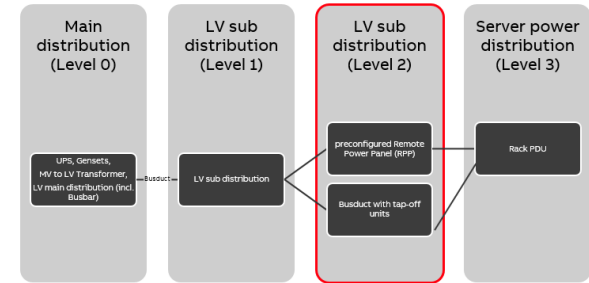 Main
distribution
(Level 0)
LV sub
distribution
(Level 1)
LV sub
distribution
(Level 2)
Server power
distribution
(Level 3)
UPS, Gensets,
MV to LV Transformer,
LV main distribution (incl.
Busbar)
Busduct
LV sub distribution
preconfigured Remote
Power Panel (RPP)
Busduct with tap-off
units
Rack PDU